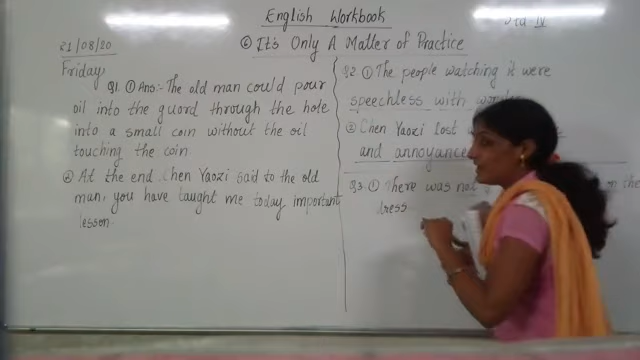 English Workbook
Std IV
⑥ It's Only A Matter of Practice
21/08/20
Friday
Q1. ① Ans:- The old man could pour
oil into the guard through the hole
into a small coin without the oil
touching the coin.
② At the end Chen Yaozi said to the old
man, you have taught me today important
lesson.
Q2. ① The people watching it were
speechless with
② Chen Yaozi lost
and annoyance
Q3. ① There was not on the
dress